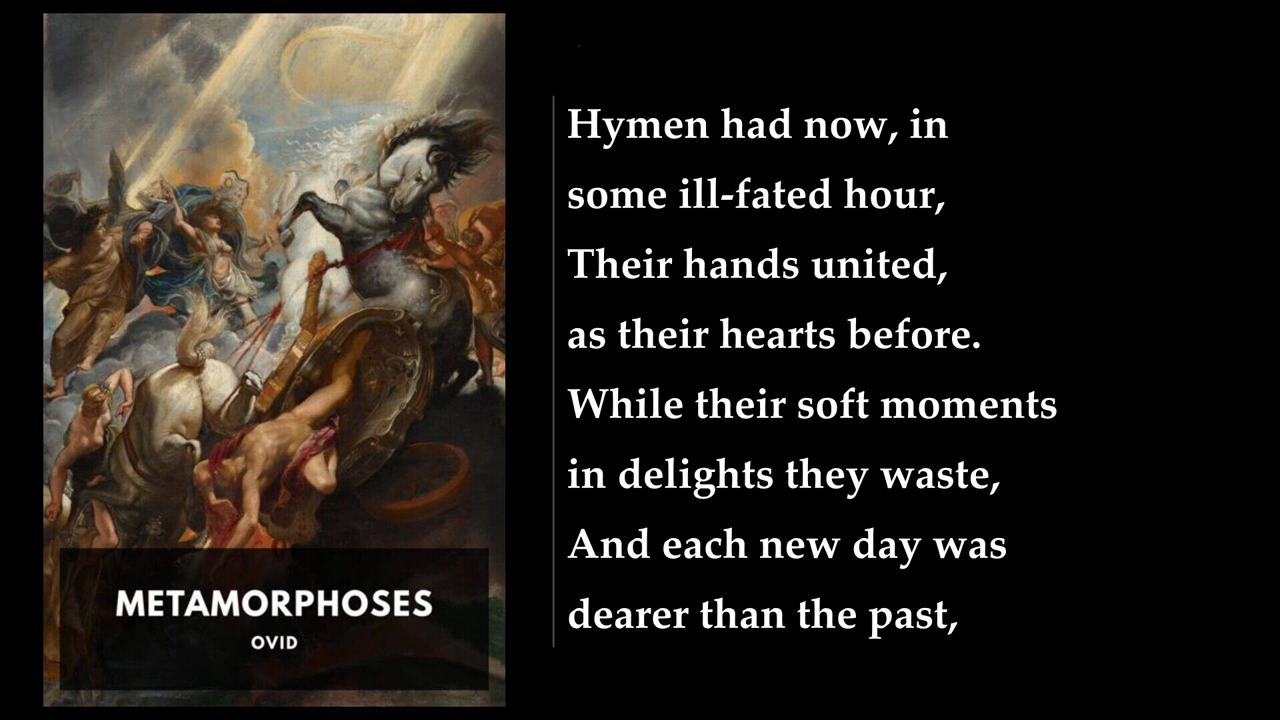 METAMORPHOSES
OVID
Hymen had now, in
some ill-fated hour,
Their hands united,
as their hearts before.
While their soft moments
in delights they waste,
And each new day was
dearer than the past,